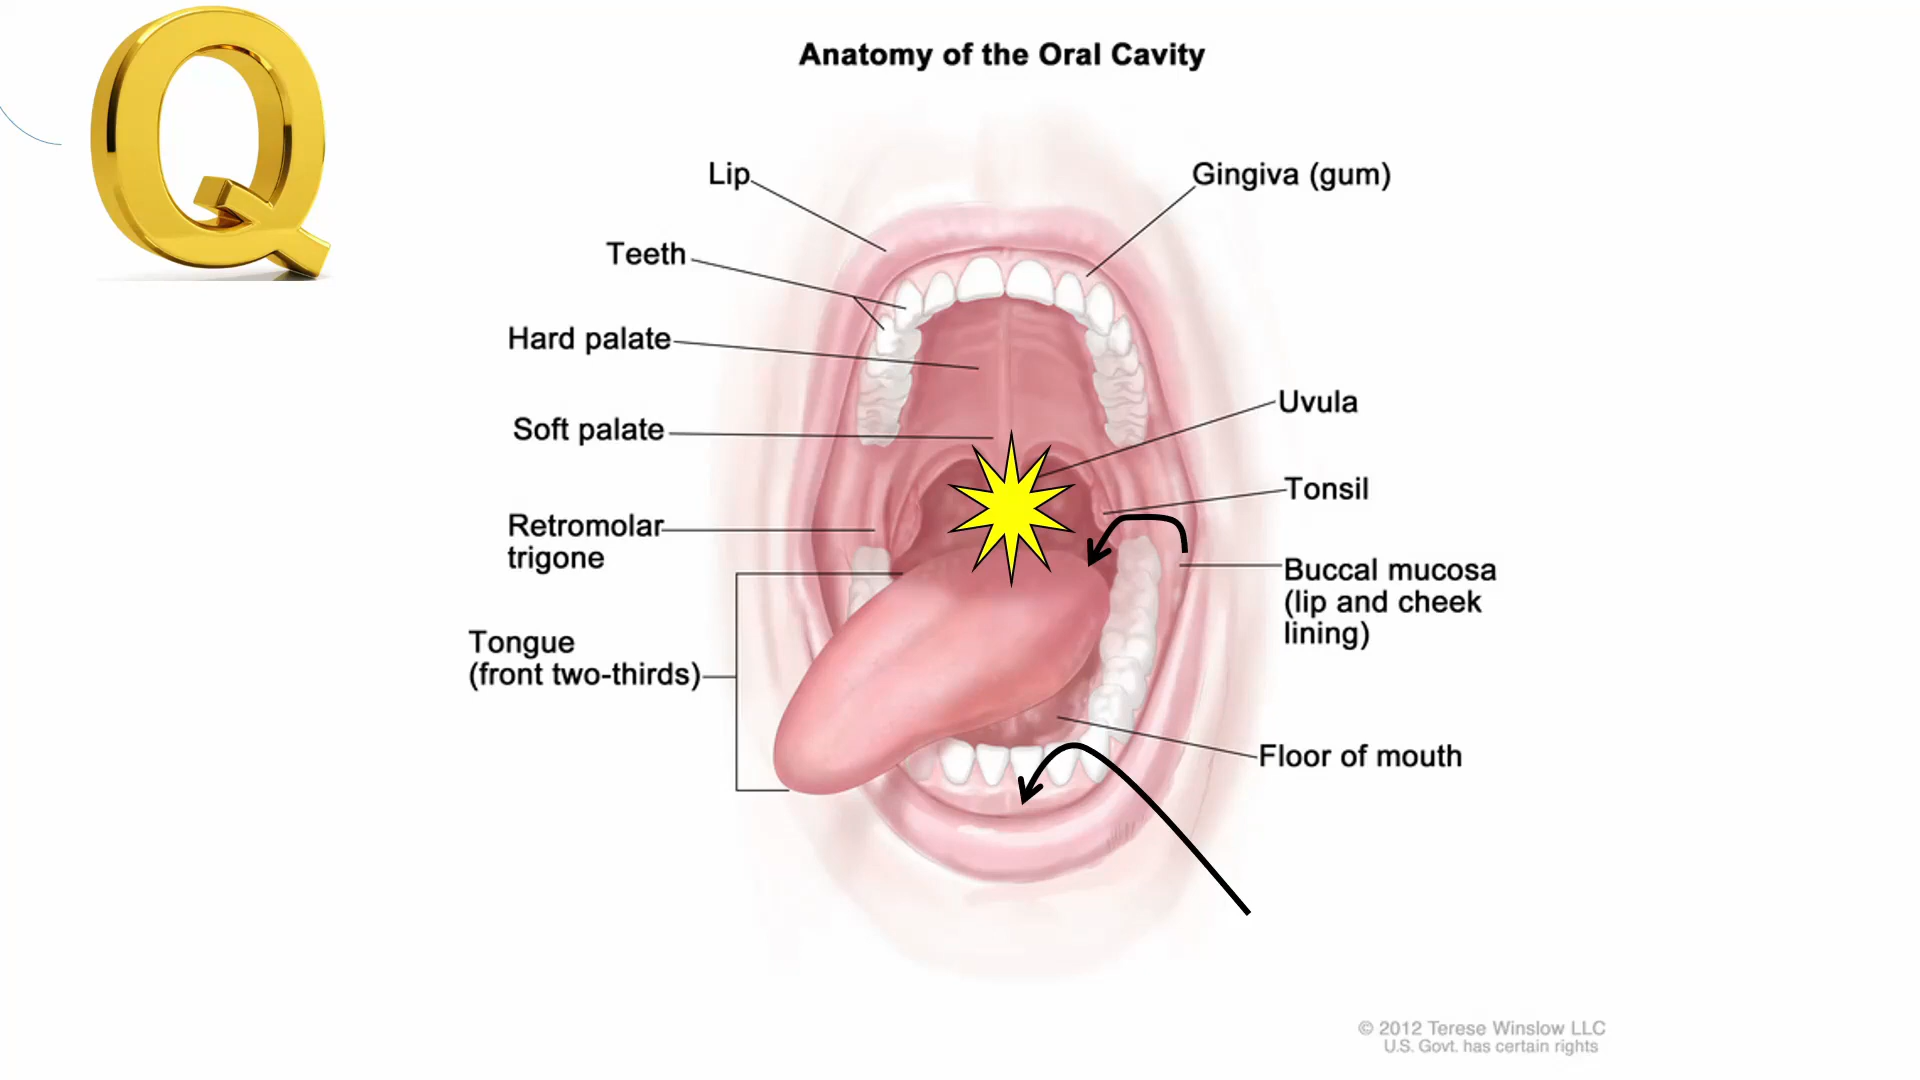 Q
Anatomy of the Oral Cavity
Lip
Gingiva (gum)
Teeth
Hard palate
Uvula
Soft palate
Tonsil
Retromolar
trigone
Buccal mucosa
(lip and cheek
lining)
Tongue
(front two-thirds)
Floor of mouth
© 2012 Terese Winslow LLC
U.S. Govt. has certain rights